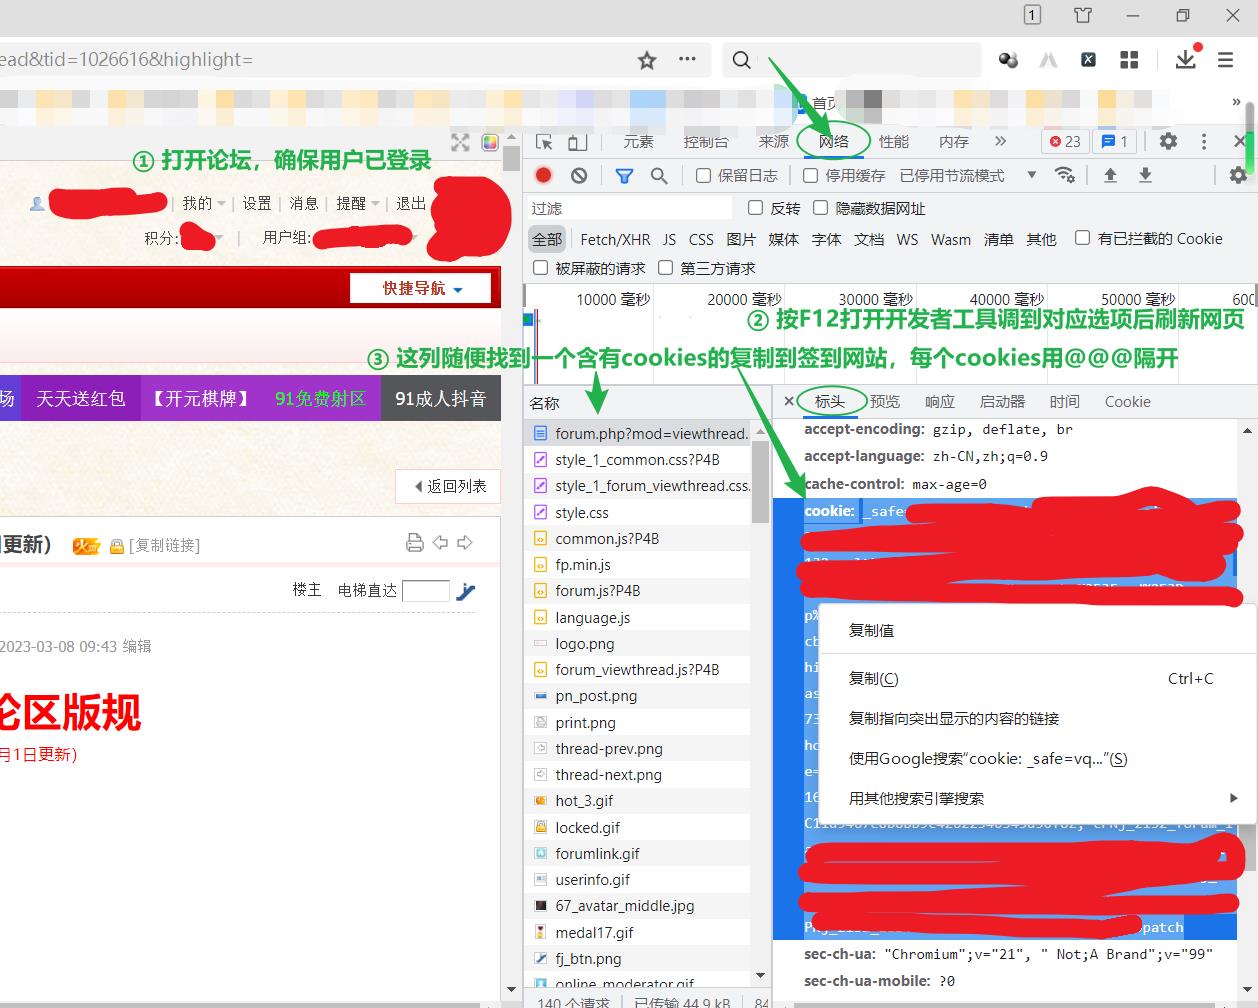 1
ead&tid=1026616&highlight=
首页
① 打开论坛，确保用户已登录
我的
设置
消息
提醒
退出
积分:
用户组:
快捷导航
场
天天送红包
【开元棋牌】
91免费射区
91成人抖音
返回列表
更新)
[复制链接]
楼主
电梯直达
2023-03-08 09:43 编辑
论区版规
月1日更新)
元素
控制台
来源
网络
性能
内存
23
1
保留日志
停用缓存
已停用节流模式
过滤
反转
隐藏数据网址
全部
Fetch/XHR
JS
CSS
图片
媒体
字体
文档
WS
Wasm
清单
其他
有已拦截的 Cookie
被屏蔽的请求
第三方请求
10000 毫秒
20000 毫秒
30000 毫秒
40000 毫秒
50000 毫秒
600
② 按F12打开开发者工具调到对应选项后刷新网页
③ 这列随便找到一个含有cookies的复制到签到网站，每个cookies用@@@隔开
名称
forum.php?mod=viewthread.
style_1_common.css?P4B
style_1_forum_viewthread.css.
style.css
common.js?P4B
fp.min.js
forum.js?P4B
language.js
logo.png
forum_viewthread.js?P4B
pn_post.png
print.png
thread-prev.png
thread-next.png
hot_3.gif
locked.gif
forumlink.gif
userinfo.gif
67_avatar_middle.jpg
medal17.gif
fj_btn.png
online_moderator.gif
140 个请求
已传输 44.9 kB
84
标头
预览
响应
启动器
时间
Cookie
accept-encoding: gzip, deflate, br
accept-language: zh-CN,zh;q=0.9
cache-control: max-age=0
cookie: _safe=
p%
cb
hi
as
73
ho
e=
16
patch
复制值
复制(C)
Ctrl+C
复制指向突出显示的内容的链接
使用Google搜索“cookie: _safe=vq...”(S)
用其他搜索引擎搜索
sec-ch-ua: "Chromium";v="21", " Not;A Brand";v="99"
sec-ch-ua-mobile: ?0